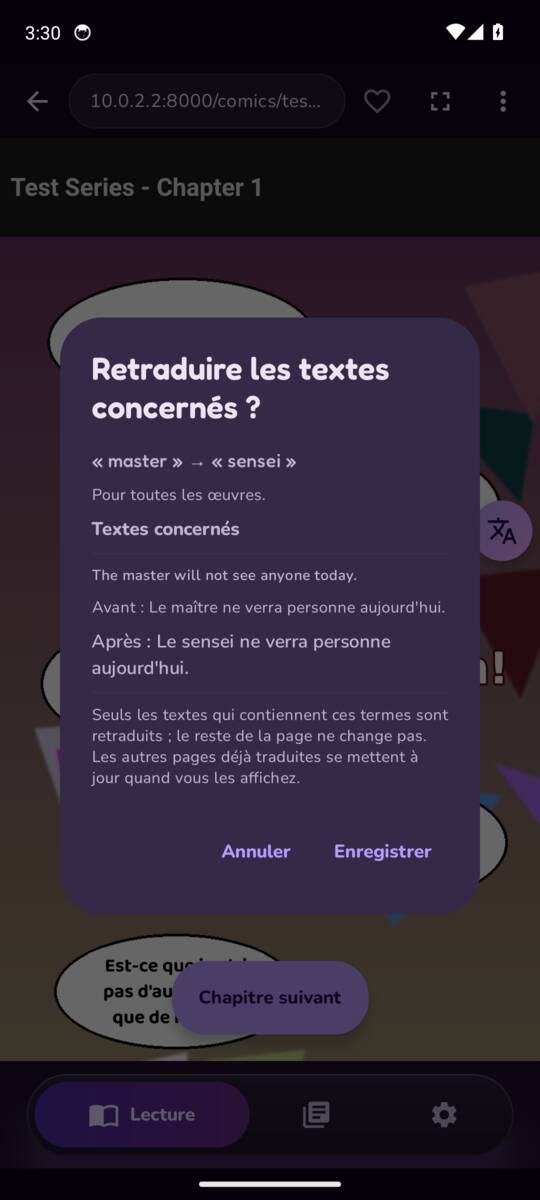 3:30
10.0.2.2:8000/comics/tes...
Test Series - Chapter 1
Retraduire les textes
concernés ?
« master » → « sensei »
Pour toutes les œuvres.
Textes concernés
The master will not see anyone today.
Avant : Le maître ne verra personne aujourd'hui.
Après : Le sensei ne verra personne
aujourd'hui.
Seuls les textes qui contiennent ces termes sont
retraduits ; le reste de la page ne change pas.
Les autres pages déjà traduites se mettent à
jour quand vous les affichez.
Annuler
Enregistrer
Est-ce que
pas d'au
que de
Chapitre suivant
Lecture